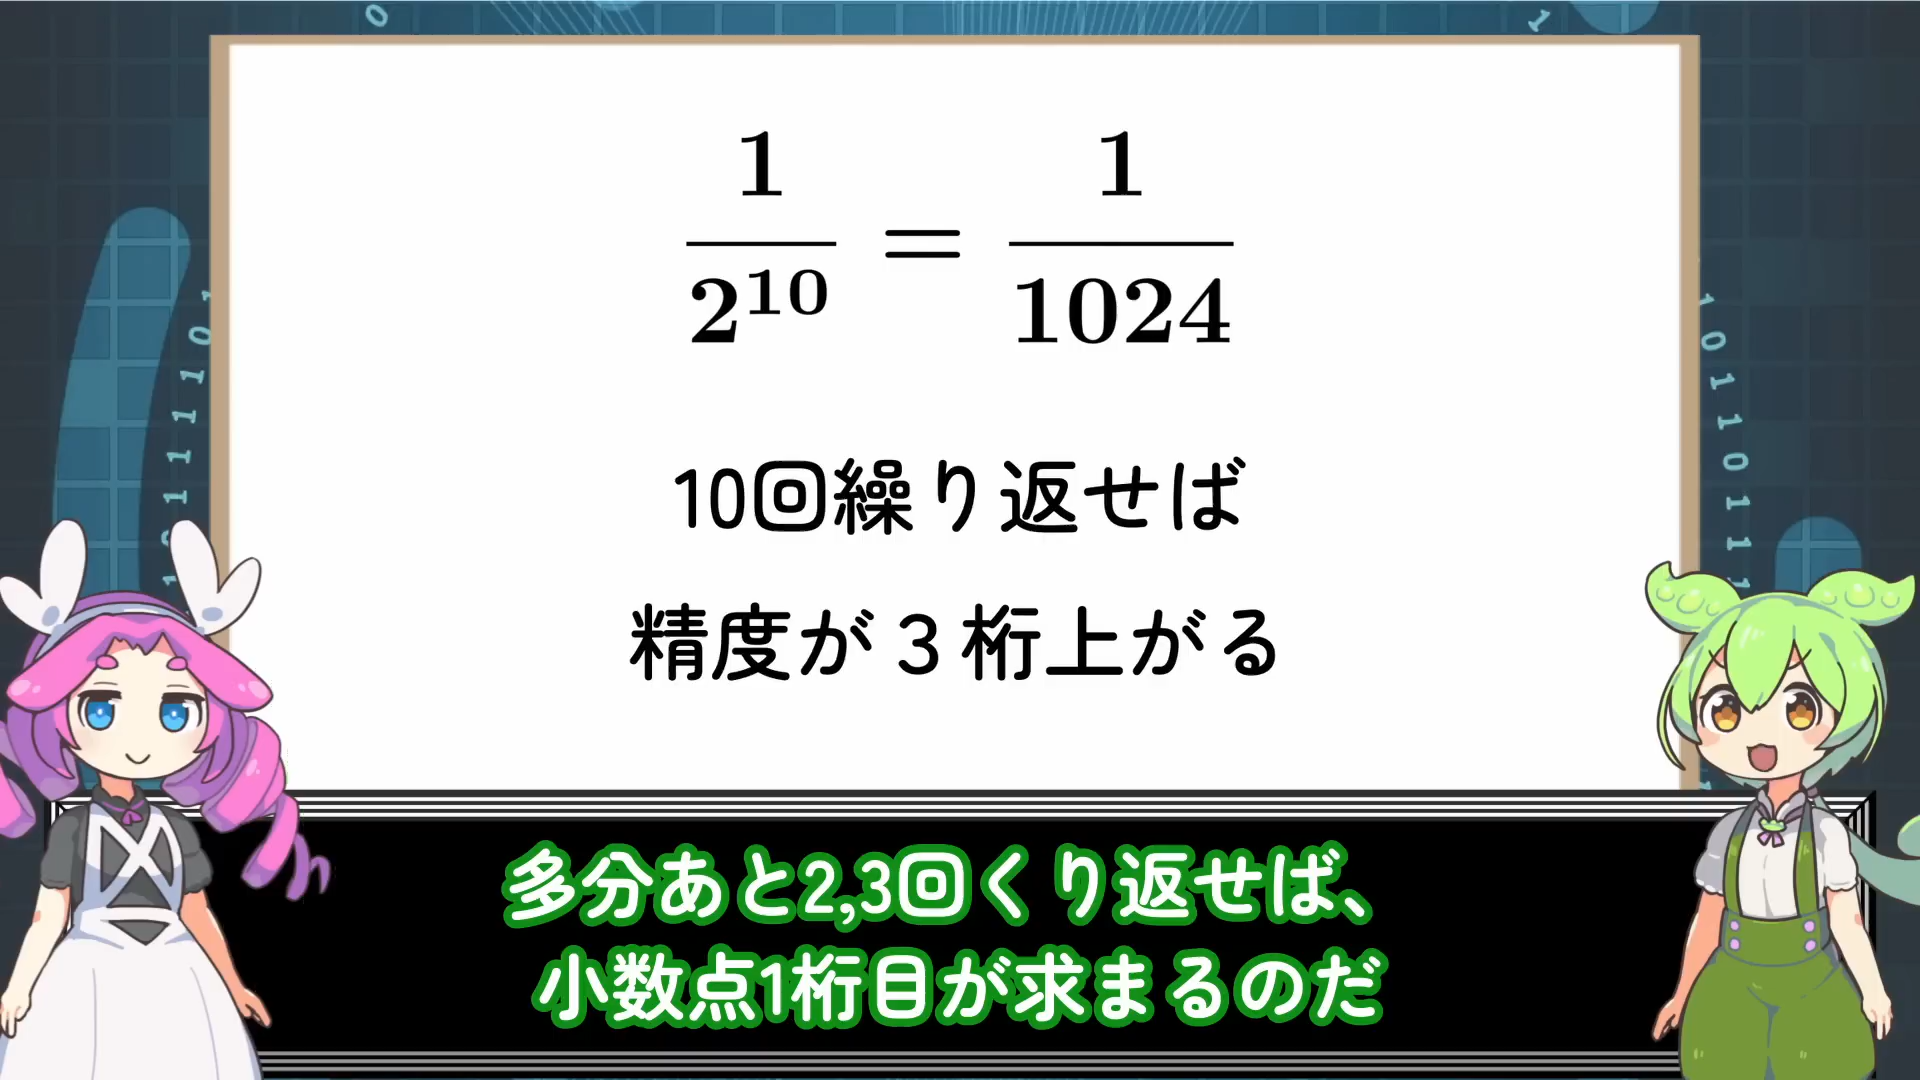 1/2^10 = 1/1024
10回繰り返せば
精度が3桁上がる
多分あと2,3回くり返せば、
小数点1桁目が求まるのだ